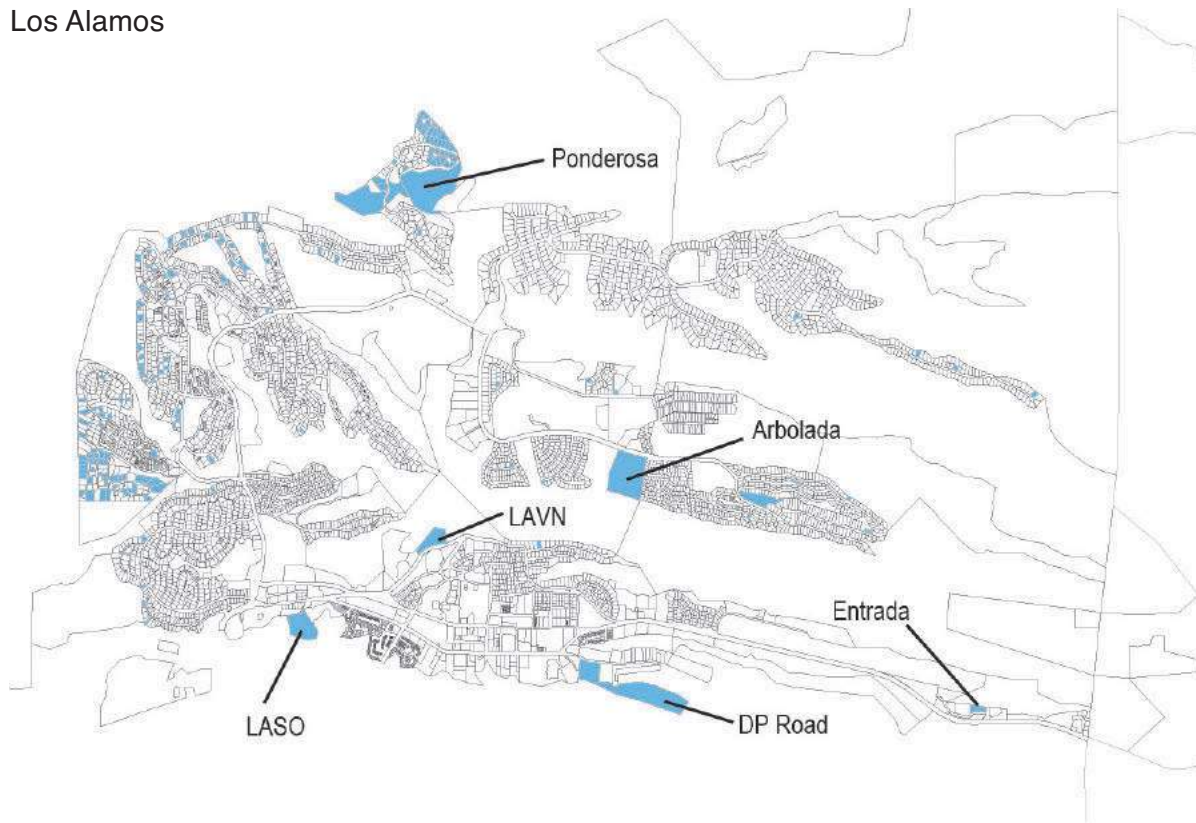 Los Alamos
Ponderosa
Arbolada
LAVN
Entrada
LASO
DP Road